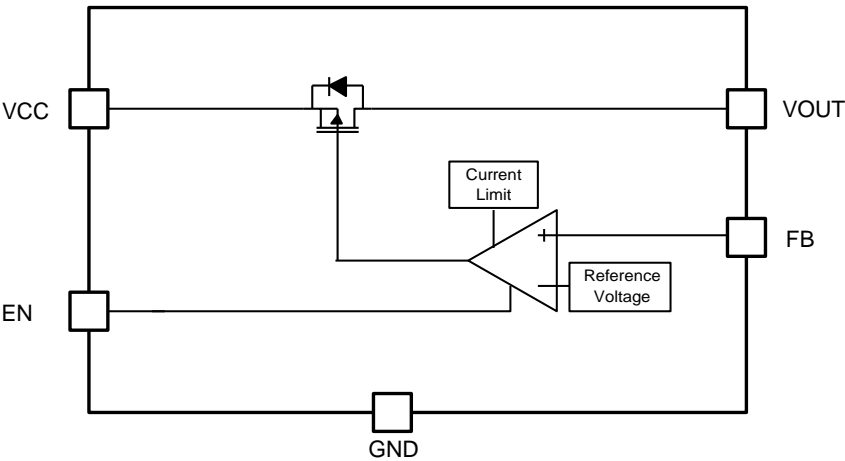 VCC
VOUT
Current
Limit
+
FB
−
Reference
Voltage
EN
GND